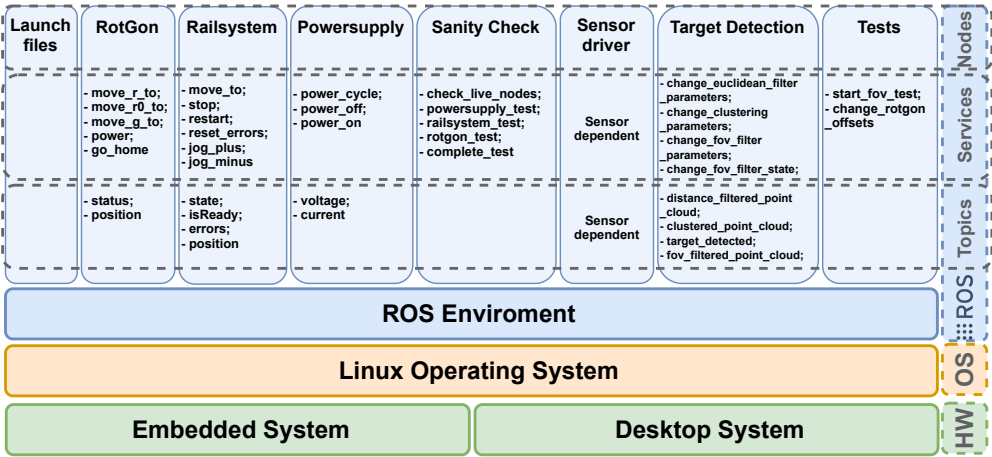 Launch
files
RotGon
Railsystem
Powersupply
Sanity Check
Sensor
driver
Target Detection
Tests
Nodes
- move_r_to;
- move_r0_to;
- move_g_to;
- power;
- go_home
- move_to;
- stop;
- restart;
- reset_errors;
- jog_plus;
- jog_minus
- power_cycle;
- power_off;
- power_on
- check_live_nodes;
- powersupply_test;
- railsystem_test;
- rotgon_test;
- complete_test
Sensor
dependent
- change_euclidean_filter
_parameters;
- change_clustering
_parameters;
- change_fov_filter
_parameters;
- change_fov_filter_state;
- start_fov_test;
- change_rotgon
_offsets
Services
- status;
- position
- state;
- isReady;
- errors;
- position
- voltage;
- current
Sensor
dependent
- distance_filtered_point
_cloud;
- clustered_point_cloud;
- target_detected;
- fov_filtered_point_cloud;
Topics
ROS Enviroment
ROS
Linux Operating System
OS
Embedded System
Desktop System
HW